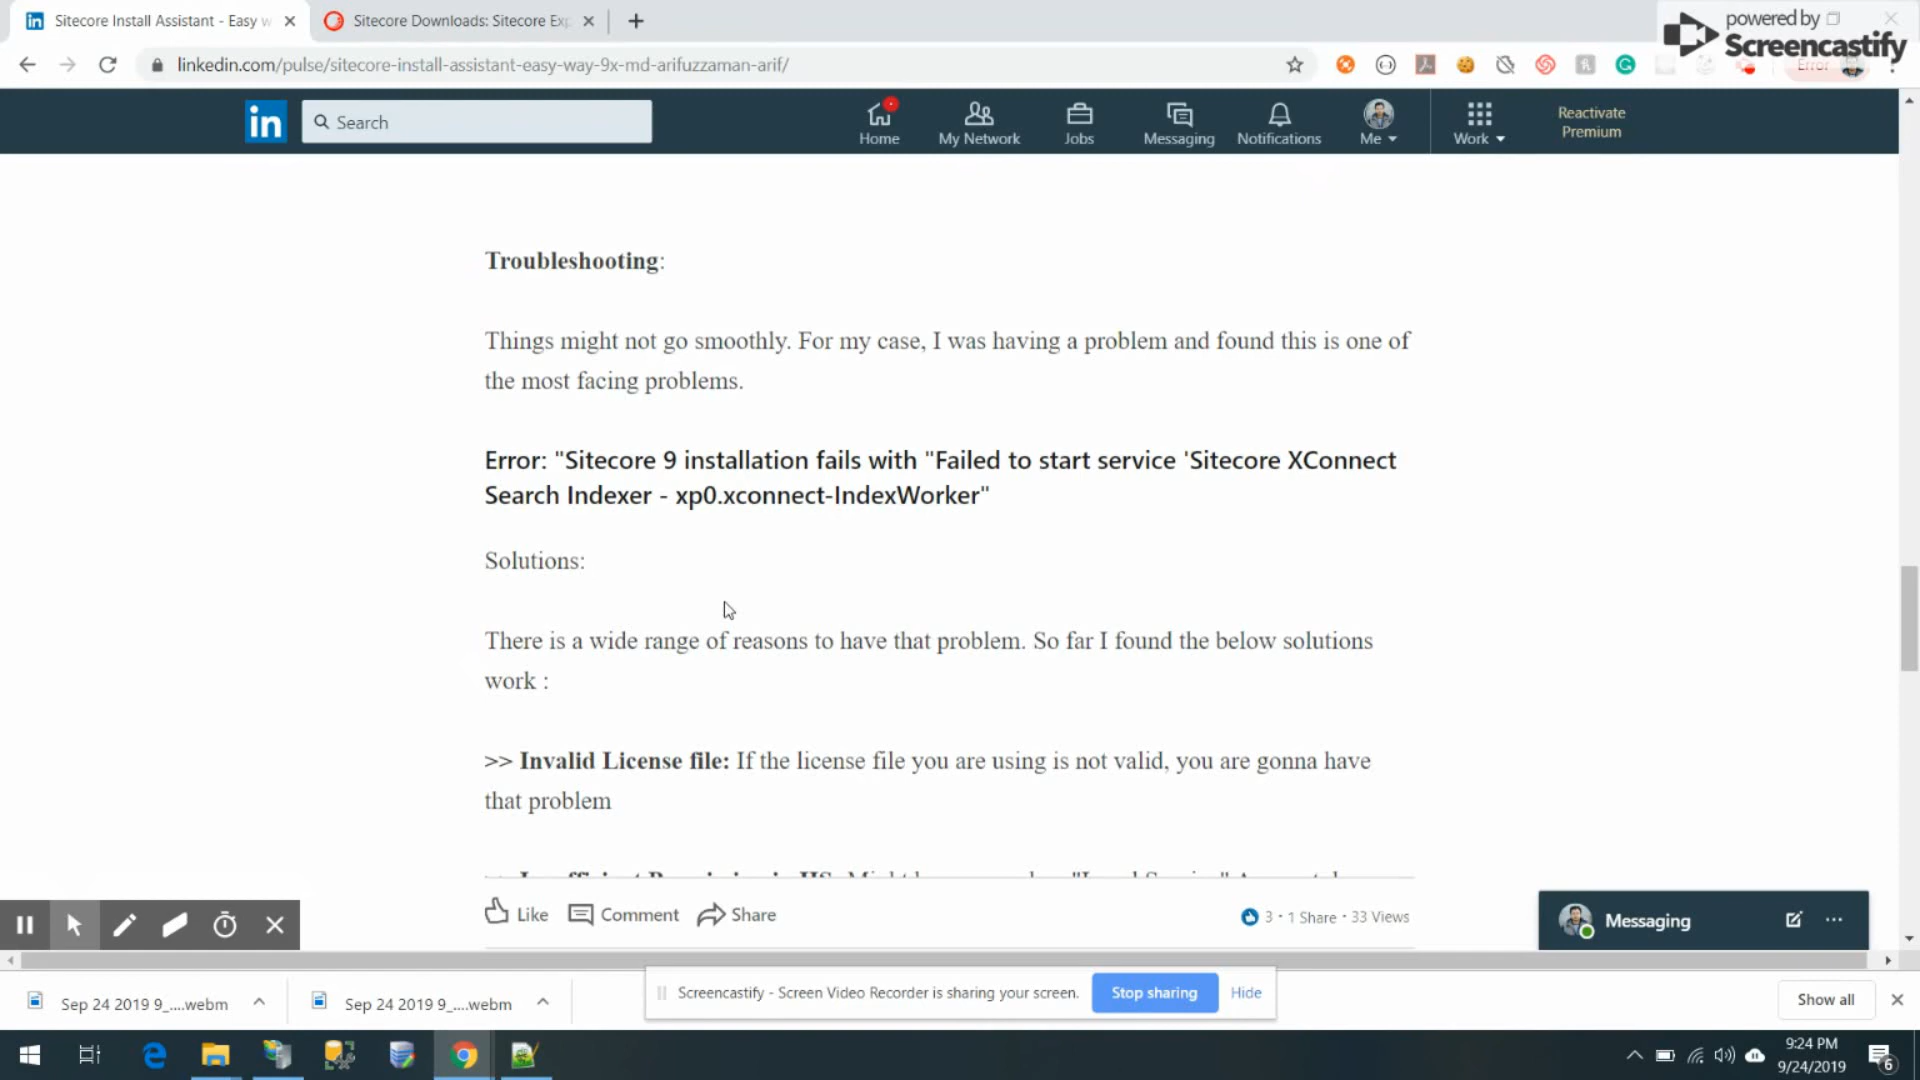 Sitecore Install Assistant - Easy w
Sitecore Downloads: Sitecore Exp
powered by
Screencastify
linkedin.com/pulse/sitecore-install-assistant-easy-way-9x-md-arifuzzaman-arif/
Error
in
Search
Home
My Network
Jobs
Messaging
Notifications
Me
Work
Reactivate
Premium
Troubleshooting:
Things might not go smoothly. For my case, I was having a problem and found this is one of
the most facing problems.
Error: "Sitecore 9 installation fails with "Failed to start service 'Sitecore XConnect
Search Indexer - xp0.xconnect-IndexWorker"
Solutions:
There is a wide range of reasons to have that problem. So far I found the below solutions
work :
>> Invalid License file: If the license file you are using is not valid, you are gonna have
that problem
Like
Comment
Share
3 · 1 Share · 33 Views
Messaging
Sep 24 2019 9_....webm
Sep 24 2019 9_....webm
Screencastify - Screen Video Recorder is sharing your screen.
Stop sharing
Hide
Show all
9:24 PM
9/24/2019
6